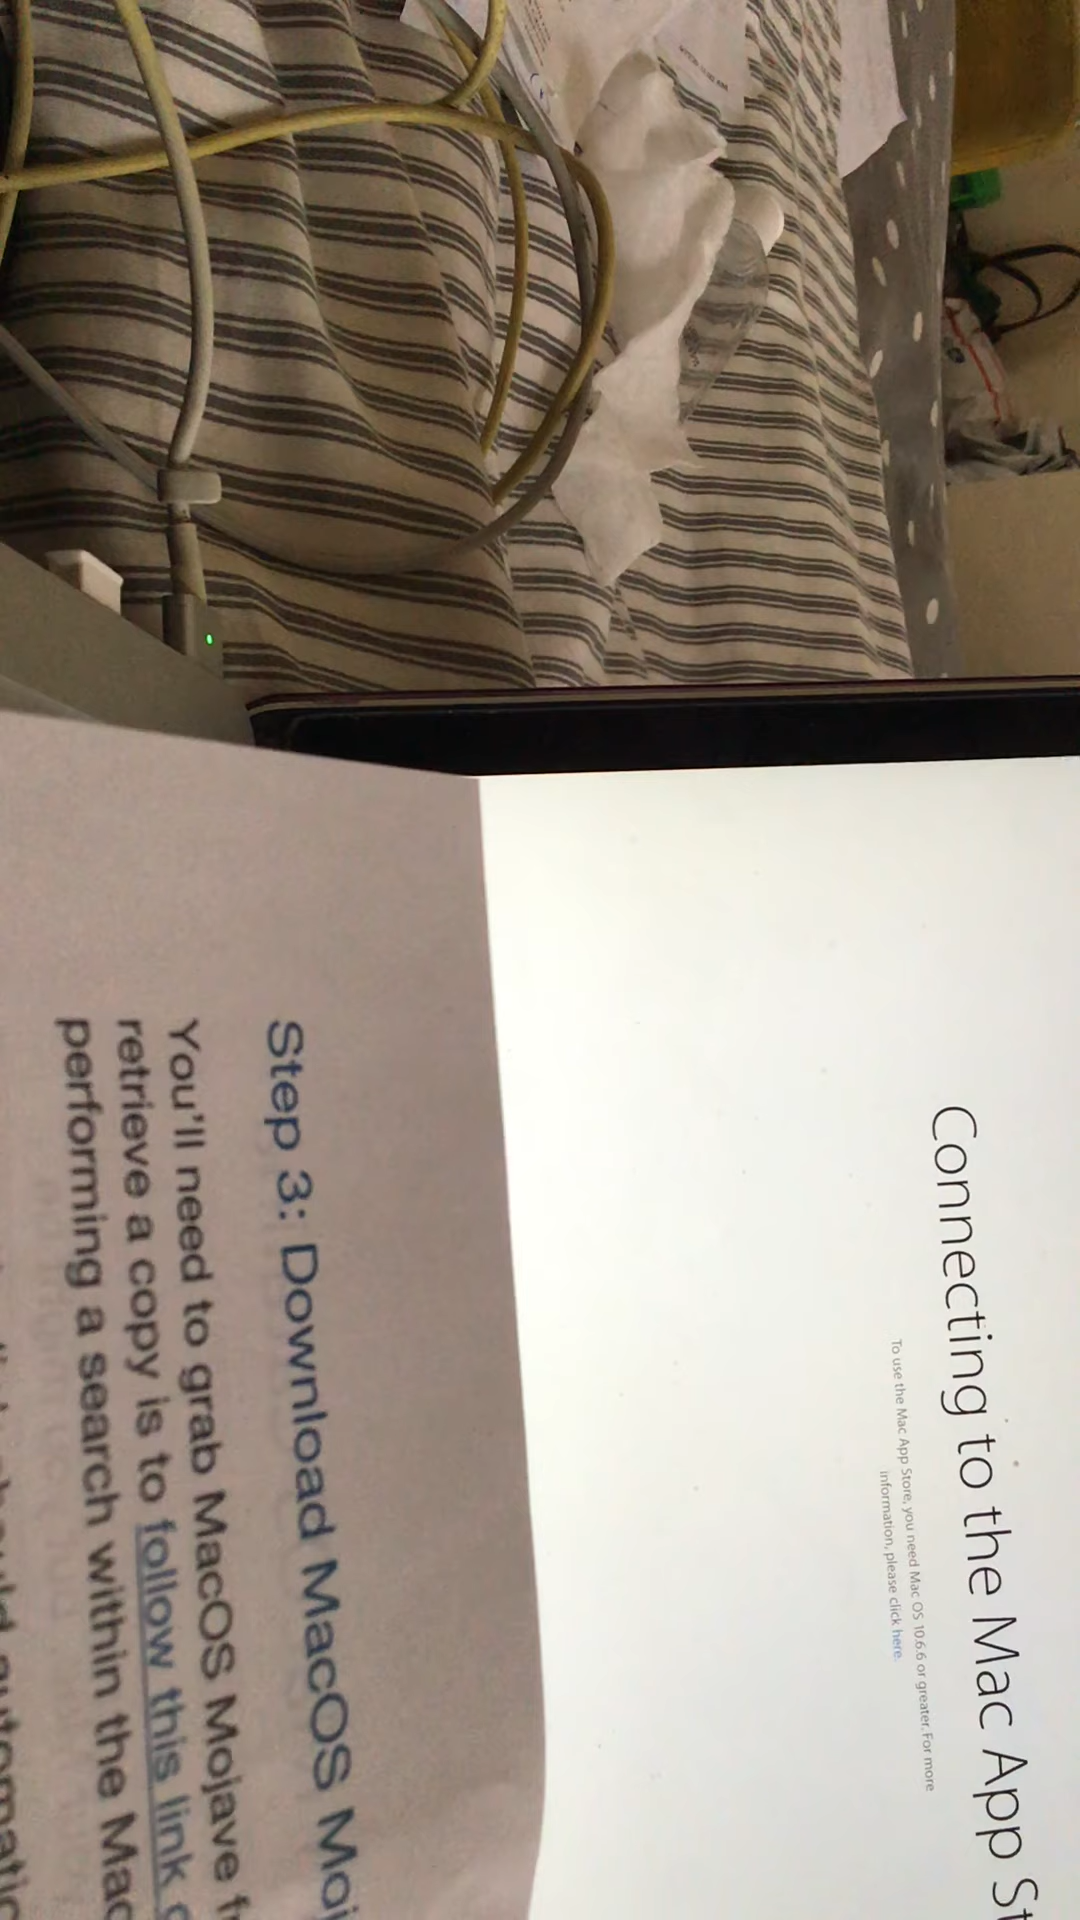 Connecting to the Mac App St
To use the Mac App Store, you need Mac OS 10.6.6 or greater. For more
information, please click here.
Step 3: Download MacOS Moj
You'll need to grab MacOS Mojave fr
retrieve a copy is to follow this link
performing a search within the Mac